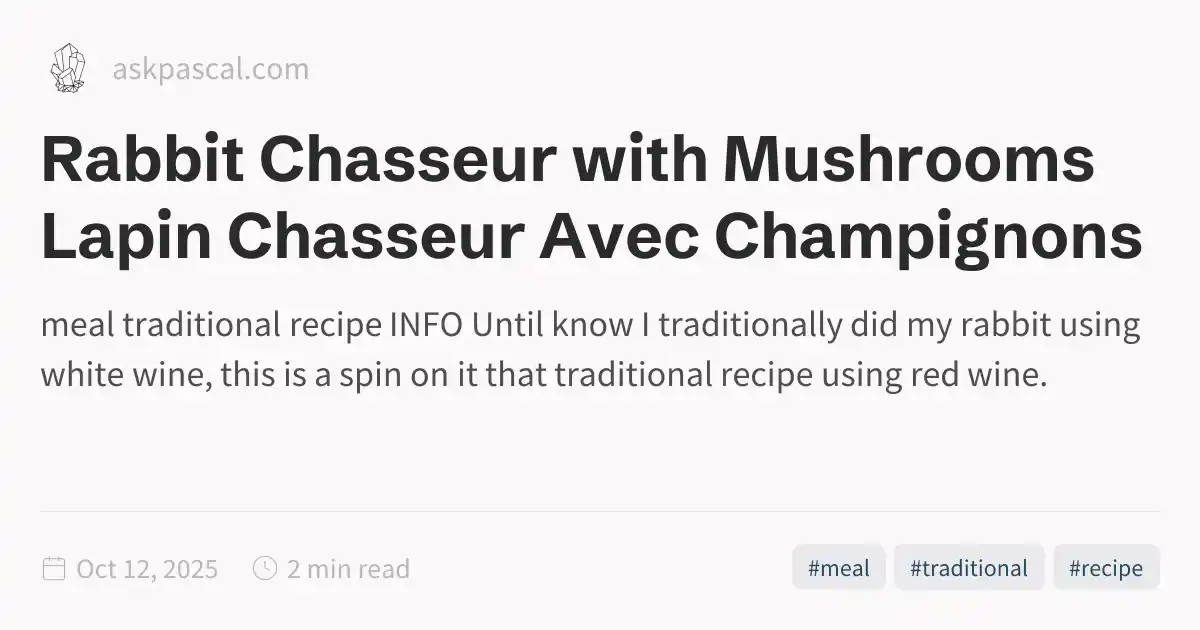 askpascal.com
Rabbit Chasseur with Mushrooms
Lapin Chasseur Avec Champignons
meal traditional recipe INFO Until know I traditionally did my rabbit using
white wine, this is a spin on it that traditional recipe using red wine.
Oct 12, 2025 2 min read #meal #traditional #recipe